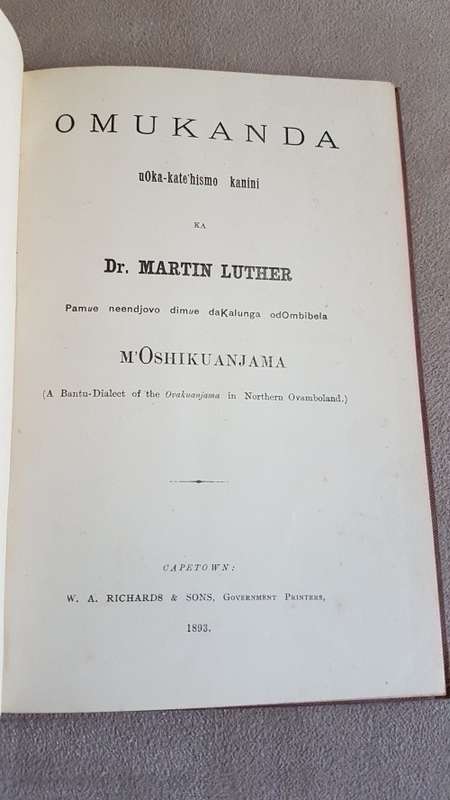 OMUKANDA
uOka-kate'hismo kanini
KA
Dr. MARTIN LUTHER
Pamue neendjovo dimue daKalunga odOmbibela
M'OSHIKUANJAMA
(A Bantu-Dialect of the Ovakuanjama in Northern Ovamboland.)
CAPETOWN:
W. A. RICHARDS & SONS, GOVERNMENT PRINTERS,
1893.